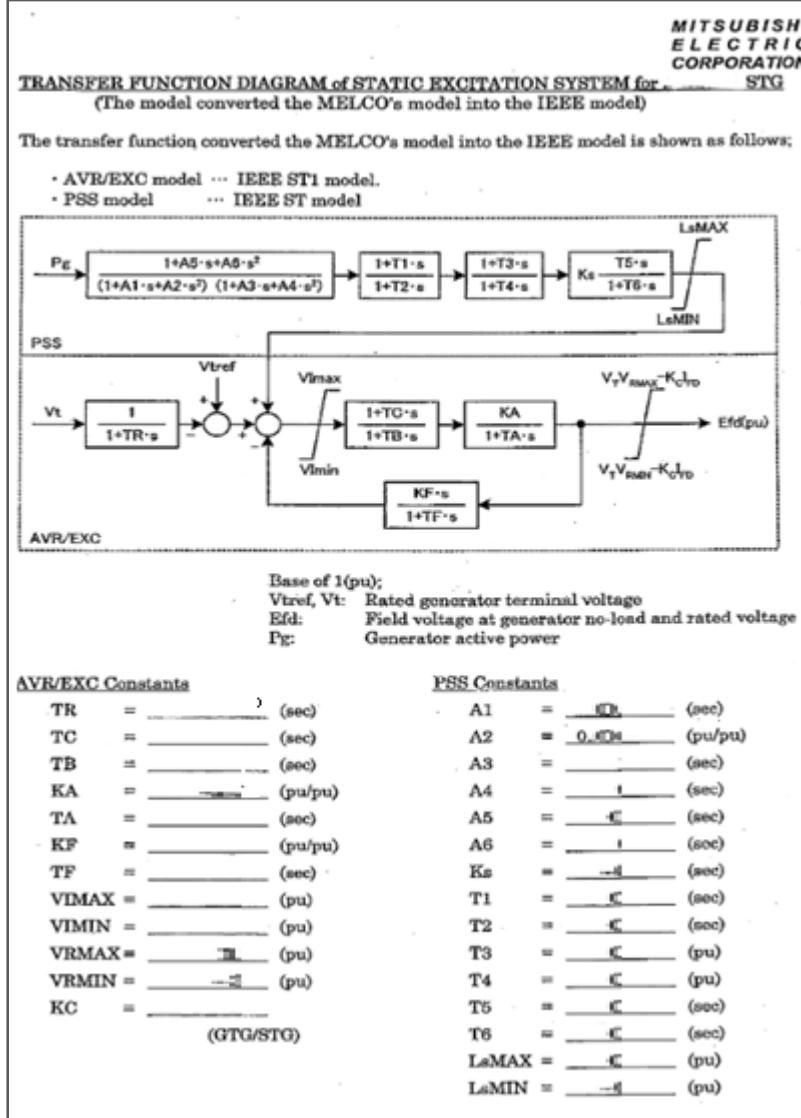 MITSUBISH
ELECTRIC
CORPORATION
TRANSFER FUNCTION DIAGRAM of STATIC EXCITATION SYSTEM for STG
(The model converted the MELCO's model into the IEEE model)
The transfer function converted the MELCO's model into the IEEE model is shown as follows;
・AVR/EXC model … IEEE ST1 model.
・PSS model … IEEE ST model
LsMAX
Pg
1+A5·s+A6·s²
(1+A1·s+A2·s²) (1+A3·s+A4·s²)
1+T1·s
1+T2·s
1+T3·s
1+T4·s
Ks
T5·s
1+T6·s
LsMIN
PSS
Vtref
VImax
V_T V_RMAX−K_C I_FD
+
+
Vt
1
1+TR·s
−
+
−
1+TC·s
1+TB·s
KA
1+TA·s
Efd(pu)
VImin
V_T V_RMIN−K_C I_FD
KF·s
1+TF·s
AVR/EXC
Base of 1(pu);
Vtref, Vt: Rated generator terminal voltage
Efd: Field voltage at generator no-load and rated voltage
Pg: Generator active power
AVR/EXC Constants
TR = (sec)
TC = (sec)
TB = (sec)
KA = (pu/pu)
TA = (sec)
KF = (pu/pu)
TF = (sec)
VIMAX = (pu)
VIMIN = (pu)
VRMAX = (pu)
VRMIN = (pu)
KC =
(GTG/STG)
PSS Constants
A1 = (sec)
A2 = (pu/pu)
A3 = (sec)
A4 = (sec)
A5 = (sec)
A6 = (sec)
Ks = (sec)
T1 = (sec)
T2 = (sec)
T3 = (pu)
T4 = (pu)
T5 = (sec)
T6 = (sec)
LsMAX = (pu)
LsMIN = (pu)